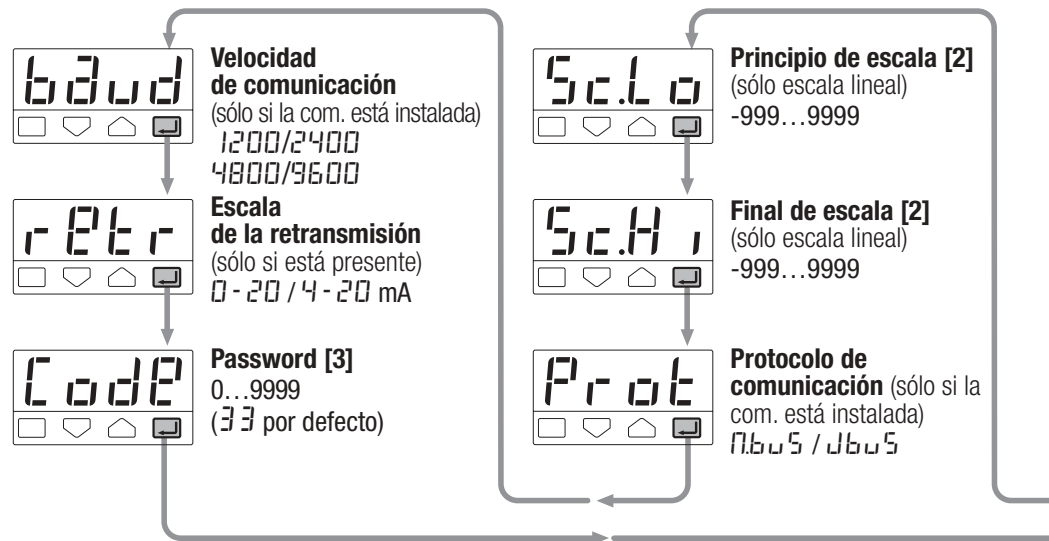 baud
Velocidad
de comunicación
(sólo si la com. está instalada)
1200/2400
4800/9600
retr
Escala
de la retransmisión
(sólo si está presente)
0-20 / 4-20 mA
Code
Password [3]
0…9999
(33 por defecto)
Sc.Lo
Principio de escala [2]
(sólo escala lineal)
-999…9999
Sc.Hi
Final de escala [2]
(sólo escala lineal)
-999…9999
Prot
Protocolo de
comunicación (sólo si la
com. está instalada)
M.buS / JbuS